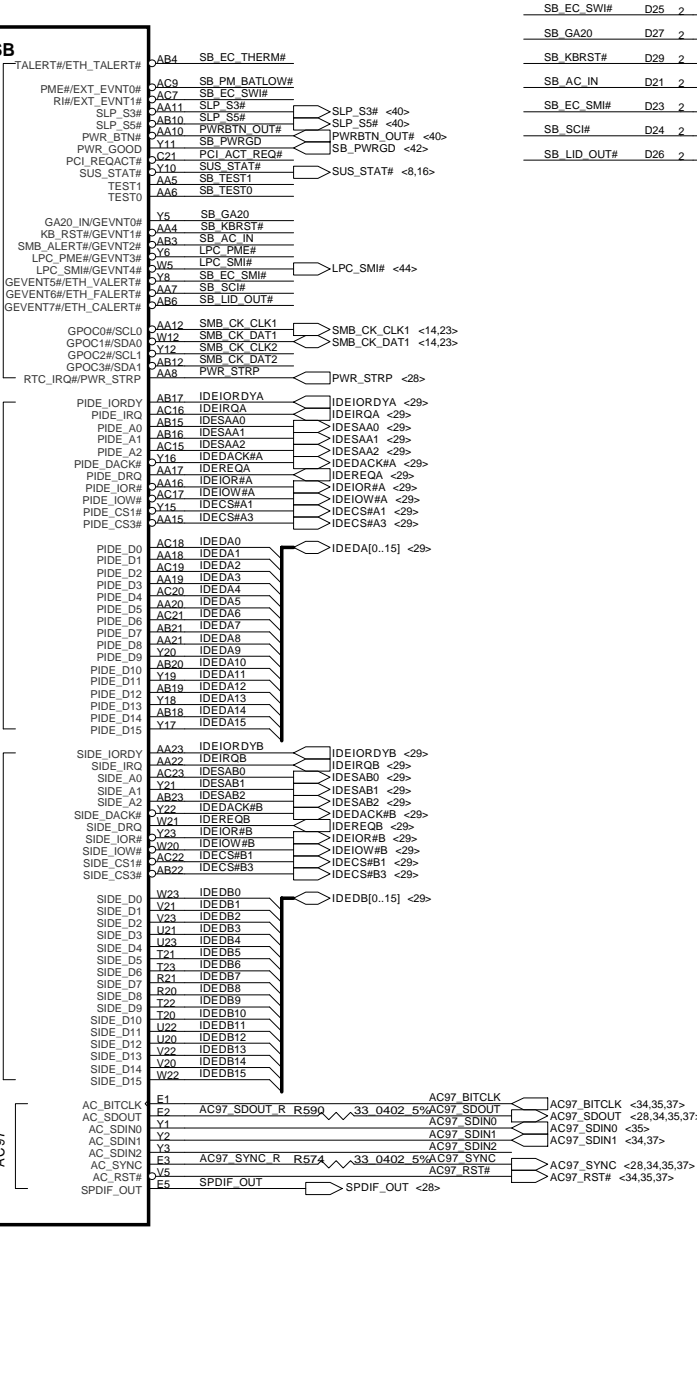 SB_EC_SWI# D25 2
SB_GA20 D27 2
SB_KBRST# D29 2
SB_AC_IN D21 2
SB_EC_SMI# D23 2
SB_SCI# D24 2
SB_LID_OUT# D26 2
SB
TALERT#/ETH_TALERT# AB4 SB_EC_THERM#
PME#/EXT_EVNT0# AC9 SB_PM_BATLOW#
RI#/EXT_EVNT1# AC7 SB_EC_SWI#
SLP_S3# AA11 SLP_S3# SLP_S3# <40>
SLP_S5# AB10 SLP_S5# SLP_S5# <40>
PWR_BTN# AA10 PWRBTN_OUT# PWRBTN_OUT# <40>
PWR_GOOD Y11 SB_PWRGD SB_PWRGD <42>
PCI_REQACT# C21 PCI_ACT_REQ#
SUS_STAT# Y10 SUS_STAT# SUS_STAT# <8,16>
TEST1 AA5 SB_TEST1
TEST0 AA6 SB_TEST0
GA20_IN/GEVNT0# Y5 SB_GA20
KB_RST#/GEVNT1# AA4 SB_KBRST#
SMB_ALERT#/GEVNT2# AB3 SB_AC_IN
LPC_PME#/GEVNT3# Y6 LPC_PME#
LPC_SMI#/GEVNT4# W5 LPC_SMI# LPC_SMI# <44>
GEVENT5#/ETH_VALERT# Y8 SB_EC_SMI#
GEVENT6#/ETH_FALERT# AA7 SB_SCI#
GEVENT7#/ETH_CALERT# AB6 SB_LID_OUT#
GPOC0#/SCL0 AA12 SMB_CK_CLK1 SMB_CK_CLK1 <14,23>
GPOC1#/SDA0 W12 SMB_CK_DAT1 SMB_CK_DAT1 <14,23>
GPOC2#/SCL1 Y12 SMB_CK_CLK2
GPOC3#/SDA1 AB12 SMB_CK_DAT2
RTC_IRQ#/PWR_STRP AA8 PWR_STRP PWR_STRP <28>
PIDE_IORDY AB17 IDEIORDYA IDEIORDYA <29>
PIDE_IRQ AC16 IDEIRQA IDEIRQA <29>
PIDE_A0 AB15 IDESAA0 IDESAA0 <29>
PIDE_A1 AB16 IDESAA1 IDESAA1 <29>
PIDE_A2 AC15 IDESAA2 IDESAA2 <29>
PIDE_DACK# Y16 IDEDACK#A IDEDACK#A <29>
PIDE_DRQ AA17 IDEREQA IDEREQA <29>
PIDE_IOR# AA16 IDEIOR#A IDEIOR#A <29>
PIDE_IOW# AC17 IDEIOW#A IDEIOW#A <29>
PIDE_CS1# Y15 IDECS#A1 IDECS#A1 <29>
PIDE_CS3# AA15 IDECS#A3 IDECS#A3 <29>
PIDE_D0 AC18 IDEDA0 IDEDA[0..15] <29>
PIDE_D1 AA18 IDEDA1
PIDE_D2 AC19 IDEDA2
PIDE_D3 AA19 IDEDA3
PIDE_D4 AC20 IDEDA4
PIDE_D5 AA20 IDEDA5
PIDE_D6 AC21 IDEDA6
PIDE_D7 AB21 IDEDA7
PIDE_D8 AA21 IDEDA8
PIDE_D9 Y20 IDEDA9
PIDE_D10 AB20 IDEDA10
PIDE_D11 Y19 IDEDA11
PIDE_D12 AB19 IDEDA12
PIDE_D13 Y18 IDEDA13
PIDE_D14 AB18 IDEDA14
PIDE_D15 Y17 IDEDA15
SIDE_IORDY AA23 IDEIORDYB IDEIORDYB <29>
SIDE_IRQ AA22 IDEIRQB IDEIRQB <29>
SIDE_A0 AC23 IDESAB0 IDESAB0 <29>
SIDE_A1 Y21 IDESAB1 IDESAB1 <29>
SIDE_A2 AB23 IDESAB2 IDESAB2 <29>
SIDE_DACK# Y22 IDEDACK#B IDEDACK#B <29>
SIDE_DRQ W21 IDEREQB IDEREQB <29>
SIDE_IOR# Y23 IDEIOR#B IDEIOR#B <29>
SIDE_IOW# W20 IDEIOW#B IDEIOW#B <29>
SIDE_CS1# AC22 IDECS#B1 IDECS#B1 <29>
SIDE_CS3# AB22 IDECS#B3 IDECS#B3 <29>
SIDE_D0 W23 IDEDB0 IDEDB[0..15] <29>
SIDE_D1 V21 IDEDB1
SIDE_D2 V23 IDEDB2
SIDE_D3 U21 IDEDB3
SIDE_D4 U23 IDEDB4
SIDE_D5 T21 IDEDB5
SIDE_D6 T23 IDEDB6
SIDE_D7 R21 IDEDB7
SIDE_D8 R20 IDEDB8
SIDE_D9 T22 IDEDB9
SIDE_D10 T20 IDEDB10
SIDE_D11 U22 IDEDB11
SIDE_D12 U20 IDEDB12
SIDE_D13 V22 IDEDB13
SIDE_D14 V20 IDEDB14
SIDE_D15 W22 IDEDB15
AC97
AC_BITCLK E1 AC97_BITCLK AC97_BITCLK <34,35,37>
AC_SDOUT E2 AC97_SDOUT_R R590 33_0402_5% AC97_SDOUT AC97_SDOUT <28,34,35,37>
AC_SDIN0 Y1 AC97_SDIN0 AC97_SDIN0 <35>
AC_SDIN1 Y2 AC97_SDIN1 AC97_SDIN1 <34,37>
AC_SDIN2 Y3 AC97_SDIN2
AC_SYNC E3 AC97_SYNC_R R574 33_0402_5% AC97_SYNC AC97_SYNC <28,34,35,37>
AC_RST# V5 AC97_RST# AC97_RST# <34,35,37>
SPDIF_OUT E5 SPDIF_OUT SPDIF_OUT <28>